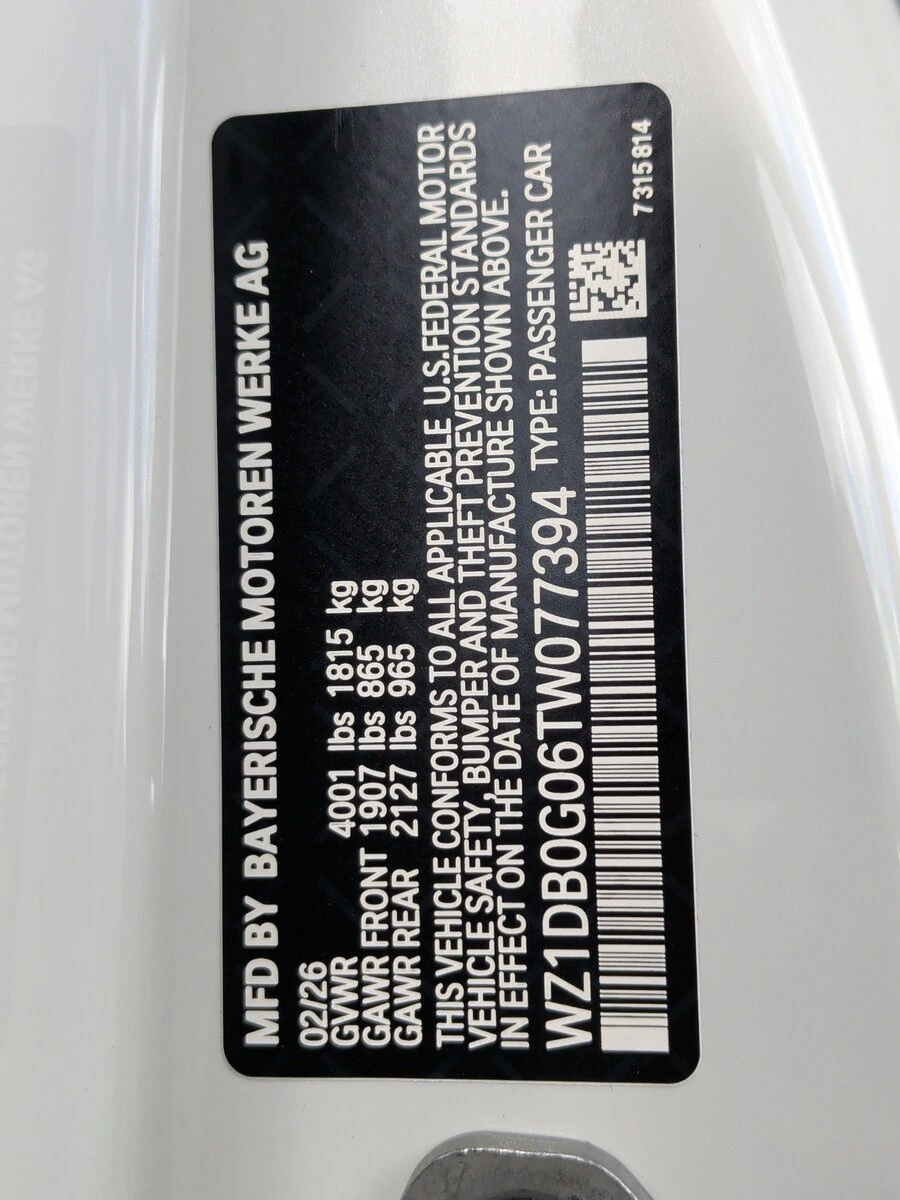 MFD BY BAYERISCHE MOTOREN WERKE AG
02/26
GVWR 4001 lbs 1815 kg
GAWR FRONT 1907 lbs 865 kg
GAWR REAR 2127 lbs 965 kg
THIS VEHICLE CONFORMS TO ALL APPLICABLE U.S.FEDERAL MOTOR
VEHICLE SAFETY, BUMPER AND THEFT PREVENTION STANDARDS
IN EFFECT ON THE DATE OF MANUFACTURE SHOWN ABOVE.
WZ1DB0G06TW077394 TYPE: PASSENGER CAR
7315814